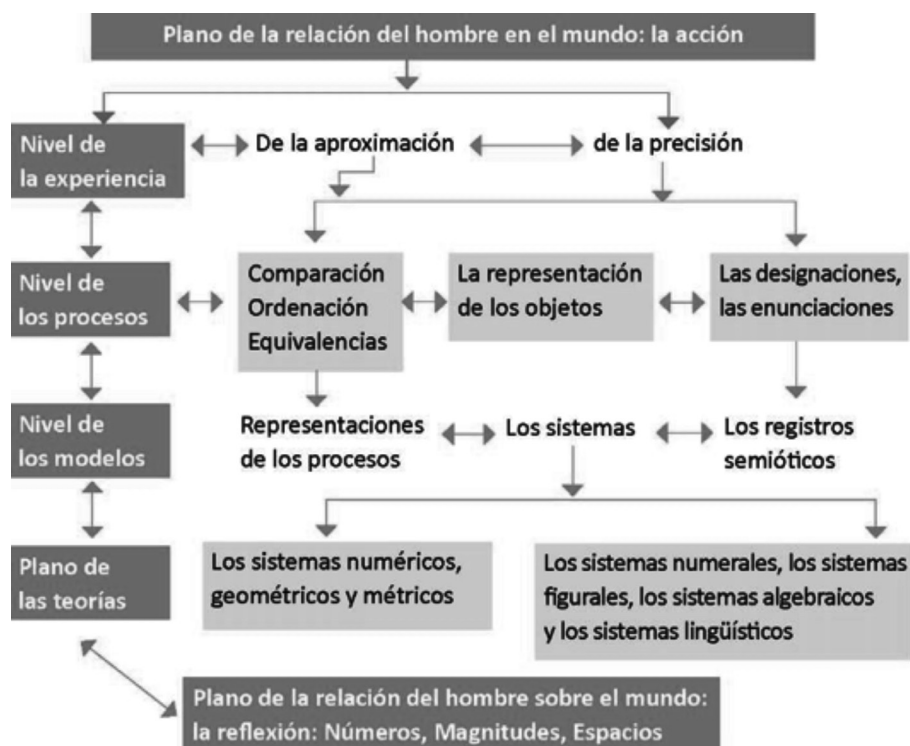 Plano de la relación del hombre en el mundo: la acción
Nivel de
la experiencia
De la aproximación
de la precisión
Nivel de
los procesos
Comparación
Ordenación
Equivalencias
La representación
de los objetos
Las designaciones,
las enunciaciones
Nivel de
los modelos
Representaciones
de los procesos
Los sistemas
Los registros
semióticos
Plano de
las teorías
Los sistemas numéricos,
geométricos y métricos
Los sistemas numerales, los sistemas
figurales, los sistemas algebraicos
y los sistemas lingüísticos
Plano de la relación del hombre sobre el mundo:
la reflexión: Números, Magnitudes, Espacios